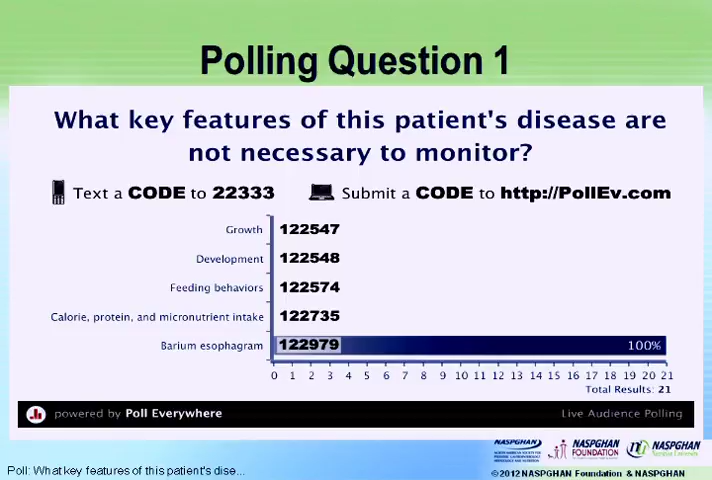 Polling Question 1
What key features of this patient's disease are
not necessary to monitor?
Text a CODE to 22333
Submit a CODE to http://PollEv.com
Growth 122547
Development 122548
Feeding behaviors 122574
Calorie, protein, and micronutrient intake 122735
Barium esophagram 122979 100%
0 1 2 3 4 5 6 7 8 9 10 11 12 13 14 15 16 17 18 19 20 21
Total Results: 21
powered by Poll Everywhere
Live Audience Polling
NASPGHAN
NASPGHAN
FOUNDATION
NASPGHAN
Poll: What key features of this patient's dise...
©2012 NASPGHAN Foundation & NASPGHAN